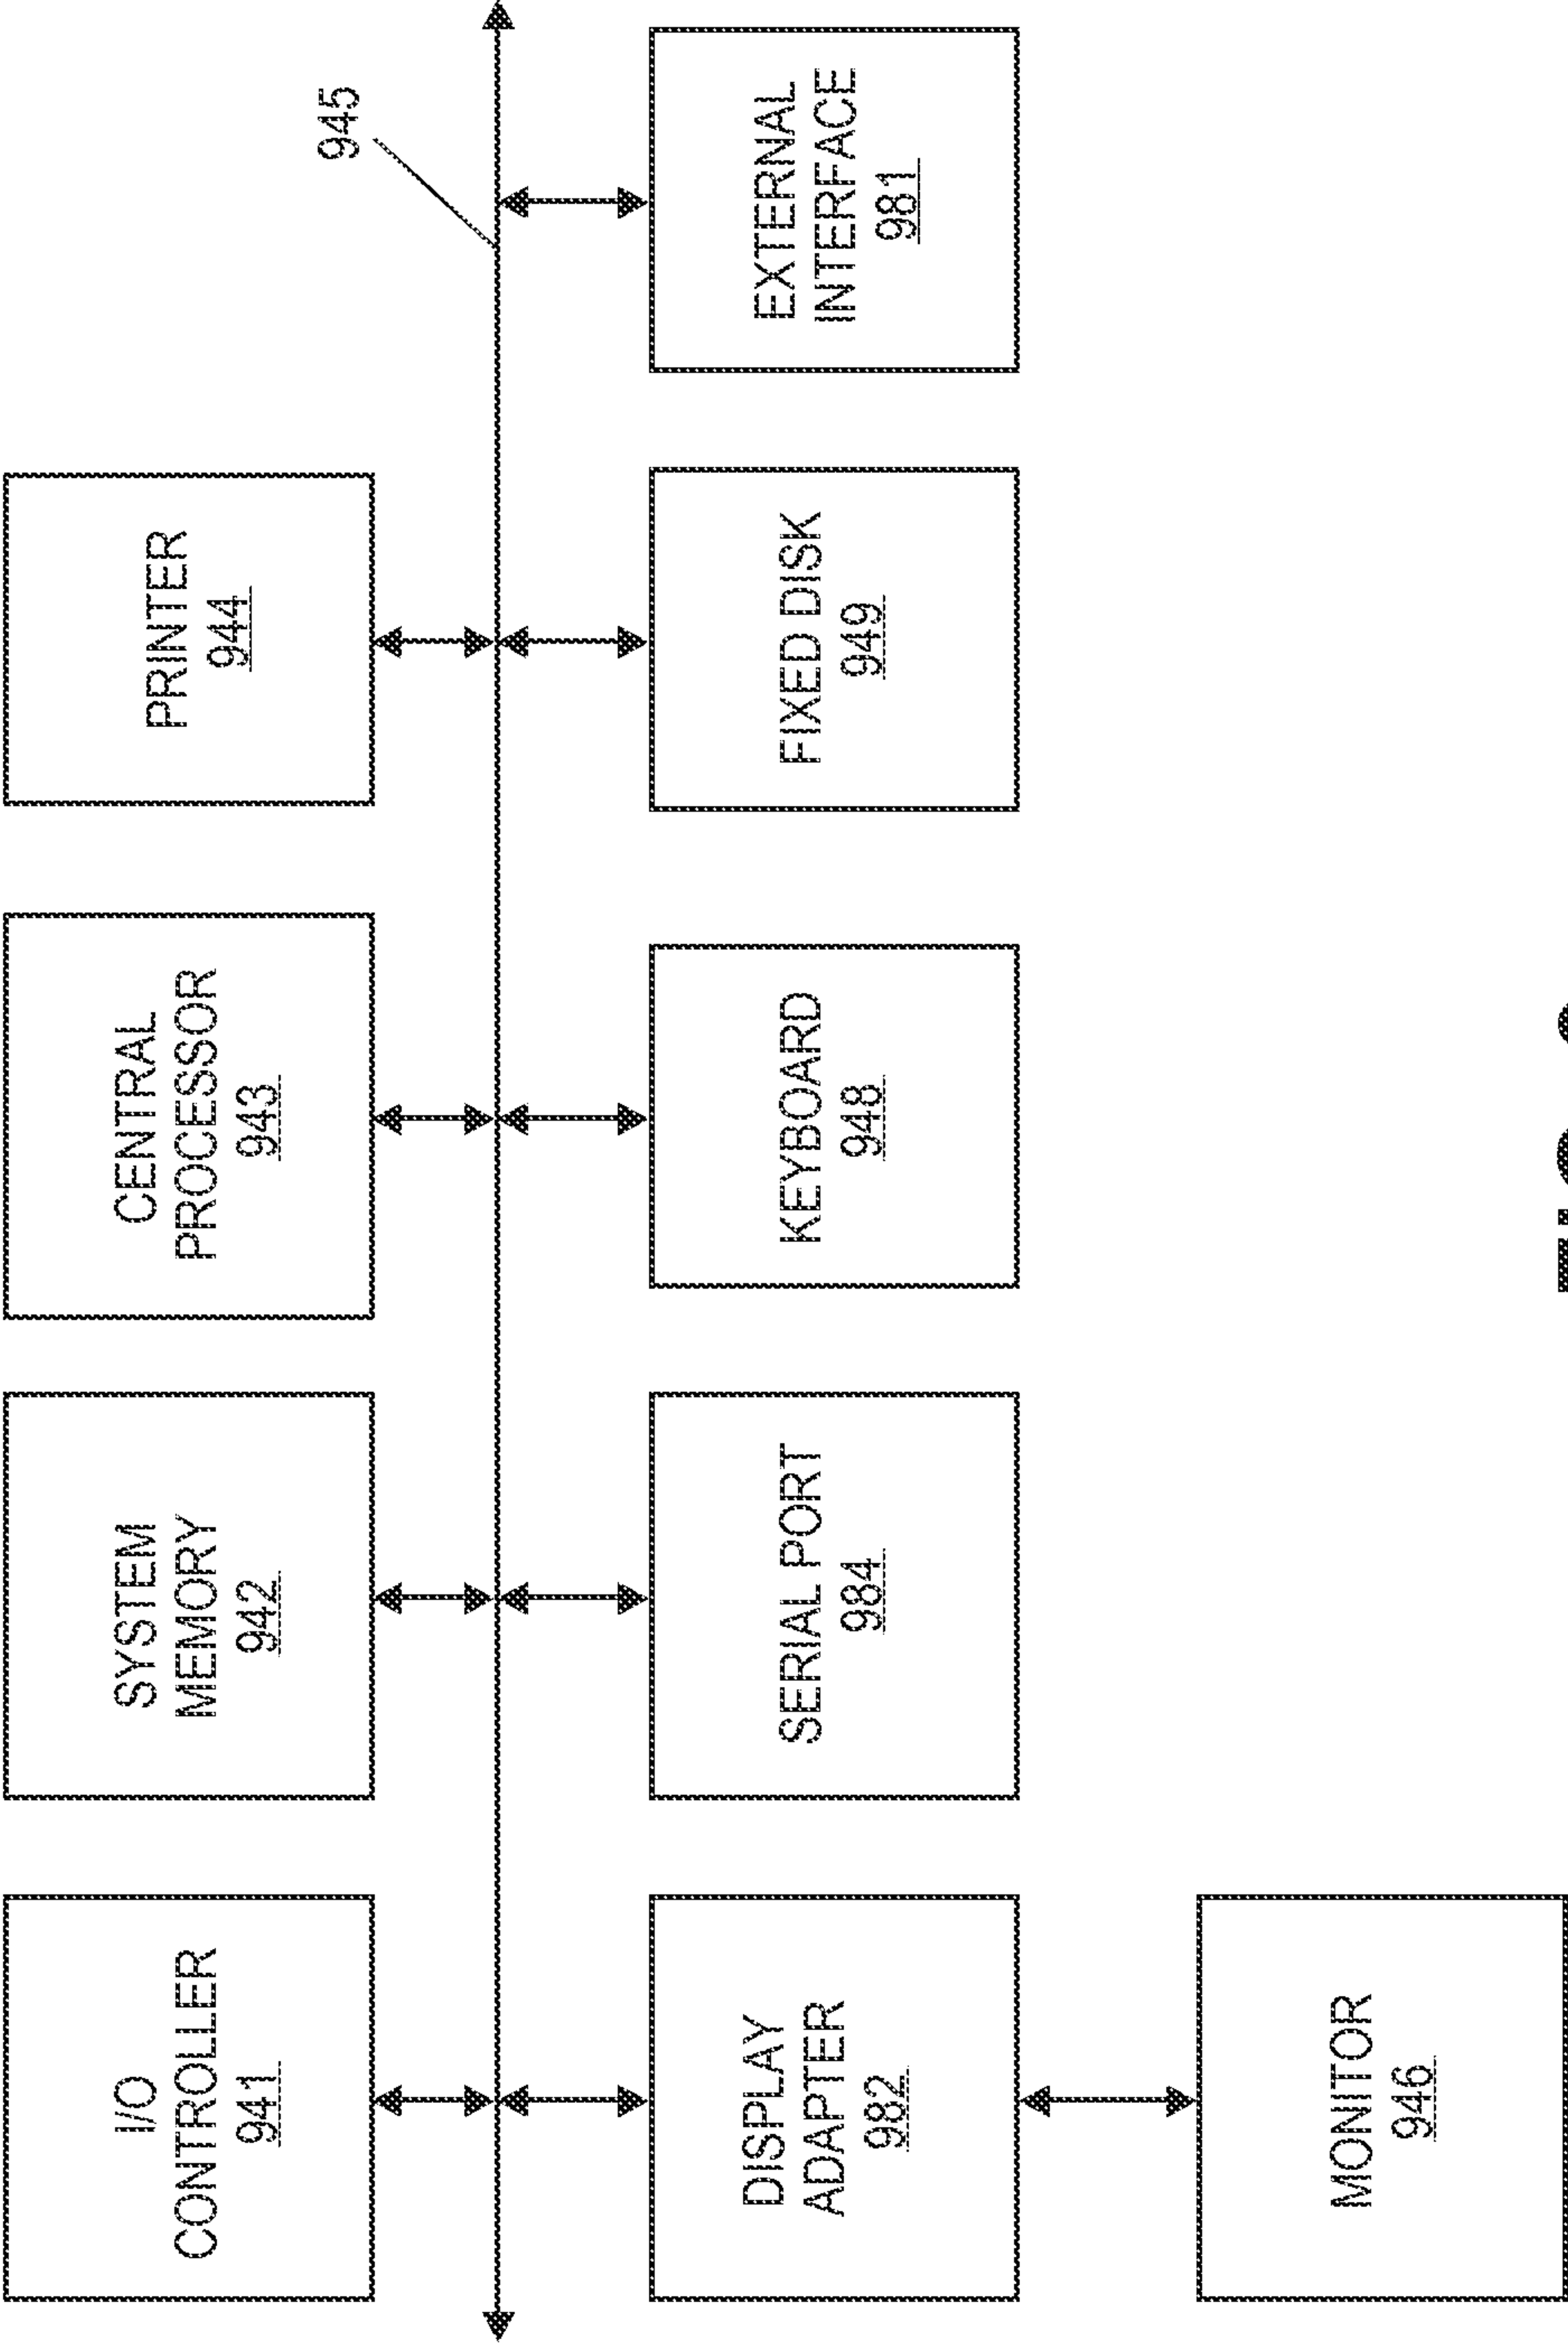 I/O
CONTROLLER
941
SYSTEM
MEMORY
942
CENTRAL
PROCESSOR
943
PRINTER
944
945
DISPLAY
ADAPTER
982
SERIAL PORT
984
KEYBOARD
948
FIXED DISK
949
EXTERNAL
INTERFACE
981
MONITOR
946